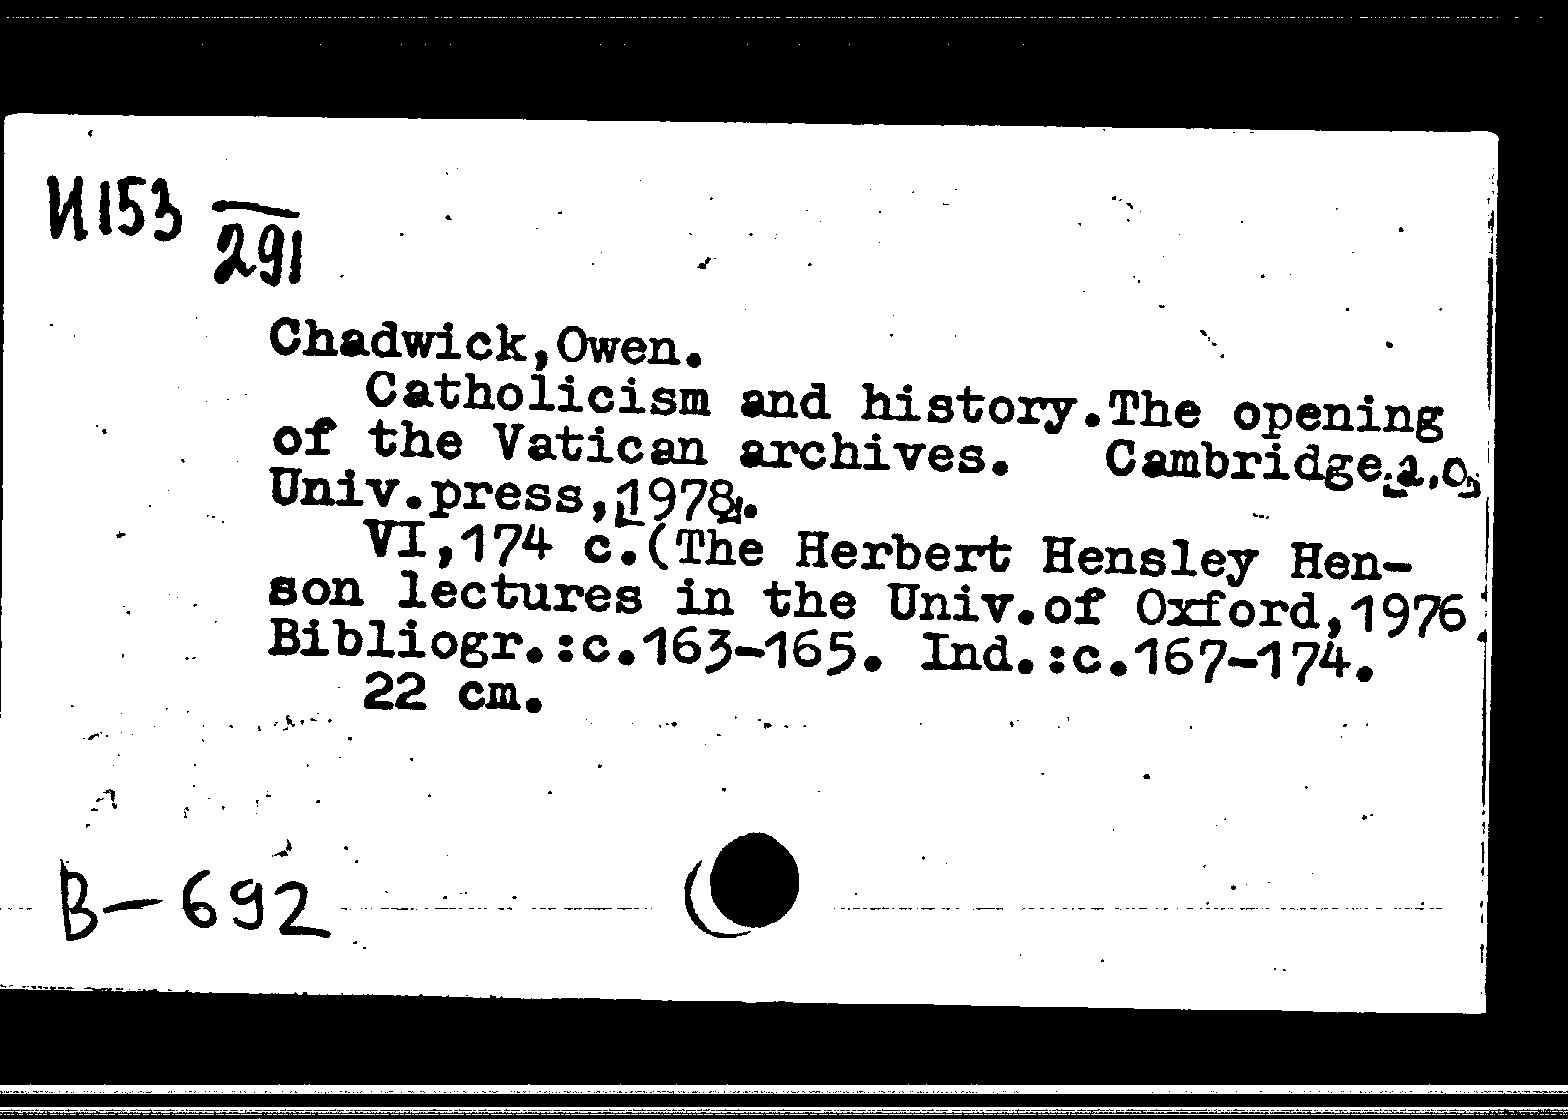 И153 291
Chadwick,Owen.
Catholicism and history.The opening
of the Vatican archives. Cambridge a.o.
Univ.press,[1978].
VI,174 c.(The Herbert Hensley Hen-
son lectures in the Univ.of Oxford,1976
Bibliogr.:c.163-165. Ind.:c.167-174.
22 cm.
B-692